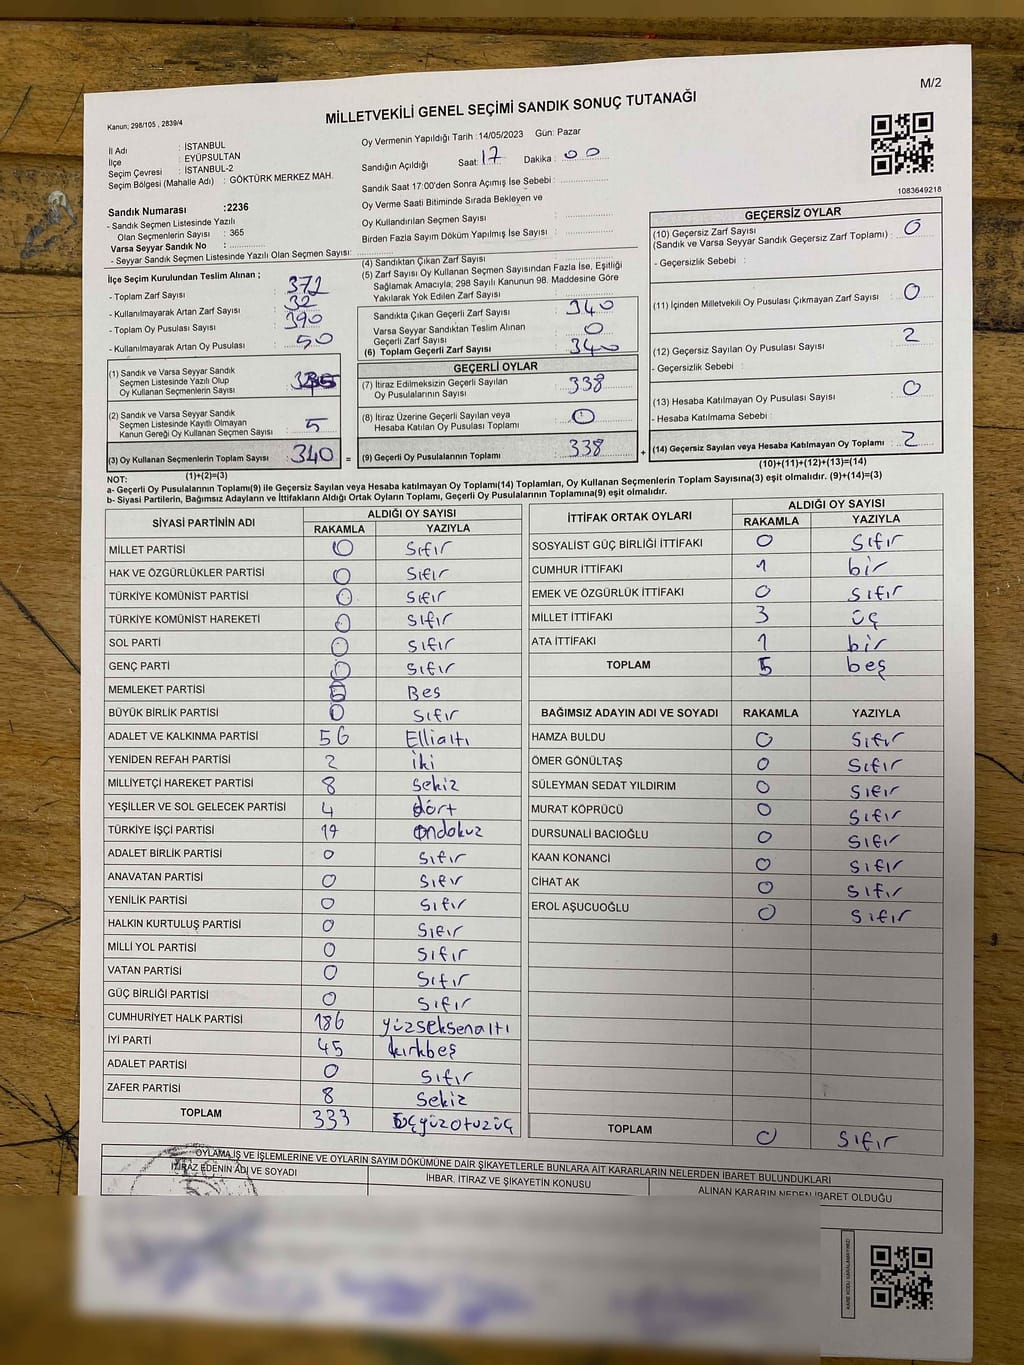 M/2
Kanun; 298/105 , 2839/4
MİLLETVEKİLİ GENEL SEÇİMİ SANDIK SONUÇ TUTANAĞI
İl Adı : İSTANBUL
İlçe : EYÜPSULTAN
Seçim Çevresi : İSTANBUL-2
Seçim Bölgesi (Mahalle Adı) : GÖKTÜRK MERKEZ MAH.
Sandık Numarası :2236
- Sandık Seçmen Listesinde Yazılı
Olan Seçmenlerin Sayısı : 365
Varsa Seyyar Sandık No :
- Seyyar Sandık Seçmen Listesinde Yazılı Olan Seçmen Sayısı:
Oy Vermenin Yapıldığı Tarih : 14/05/2023 Gün: Pazar
Sandığın Açıldığı Saat: 17 Dakika : 00
Sandık Saat 17:00'den Sonra Açımış İse Sebebi :
Oy Verme Saati Bitiminde Sırada Bekleyen ve
Oy Kullandırılan Seçmen Sayısı :
Birden Fazla Sayım Döküm Yapılmış İse Sayısı :
1083649218
İlçe Seçim Kurulundan Teslim Alınan ;
- Toplam Zarf Sayısı : 372
- Kullanılmayarak Artan Zarf Sayısı : 32
- Toplam Oy Pusulası Sayısı : 390
- Kullanılmayarak Artan Oy Pusulası : 50
(1) Sandık ve Varsa Seyyar Sandık
Seçmen Listesinde Yazılı Olup
Oy Kullanan Seçmenlerin Sayısı :
(2) Sandık ve Varsa Seyyar Sandık
Seçmen Listesinde Kayıtlı Olmayan
Kanun Gereği Oy Kullanan Seçmen Sayısı : 5
(3) Oy Kullanan Seçmenlerin Toplam Sayısı : 340
(1)+(2)=(3)
(4) Sandıktan Çıkan Zarf Sayısı :
(5) Zarf Sayısı Oy Kullanan Seçmen Sayısından Fazla İse, Eşitliği
Sağlamak Amacıyla, 298 Sayılı Kanunun 98. Maddesine Göre
Yakılarak Yok Edilen Zarf Sayısı :
Sandıkta Çıkan Geçerli Zarf Sayısı : 340
Varsa Seyyar Sandıktan Teslim Alınan
Geçerli Zarf Sayısı : 0
(6) Toplam Geçerli Zarf Sayısı : 340
GEÇERLİ OYLAR
(7) İtiraz Edilmeksizin Geçerli Sayılan
Oy Pusulalarının Sayısı : 338
(8) İtiraz Üzerine Geçerli Sayılan veya
Hesaba Katılan Oy Pusulası Toplamı : 0
= (9) Geçerli Oy Pusulalarının Toplamı : 338 +
GEÇERSİZ OYLAR
(10) Geçersiz Zarf Sayısı
(Sandık ve Varsa Seyyar Sandık Geçersiz Zarf Toplamı) : 0
- Geçersizlik Sebebi :
(11) İçinden Milletvekili Oy Pusulası Çıkmayan Zarf Sayısı : 0
(12) Geçersiz Sayılan Oy Pusulası Sayısı : 2
- Geçersizlik Sebebi :
(13) Hesaba Katılmayan Oy Pusulası Sayısı : 0
- Hesaba Katılmama Sebebi :
(14) Geçersiz Sayılan veya Hesaba Katılmayan Oy Toplamı : 2
(10)+(11)+(12)+(13)=(14)
NOT:
a- Geçerli Oy Pusulalarının Toplamı(9) ile Geçersiz Sayılan veya Hesaba katılmayan Oy Toplamı(14) Toplamları, Oy Kullanan Seçmenlerin Toplam Sayısına(3) eşit olmalıdır. (9)+(14)=(3)
b- Siyasi Partilerin, Bağımsız Adayların ve İttifakların Aldığı Ortak Oyların Toplamı, Geçerli Oy Pusulalarının Toplamına(9) eşit olmalıdır.
SİYASİ PARTİNİN ADI ALDIĞI OY SAYISI
RAKAMLA YAZIYLA
MİLLET PARTİSİ 0 Sıfır
HAK VE ÖZGÜRLÜKLER PARTİSİ 0 Sıfır
TÜRKİYE KOMÜNİST PARTİSİ 0 Sıfır
TÜRKİYE KOMÜNİST HAREKETİ 0 Sıfır
SOL PARTİ 0 Sıfır
GENÇ PARTİ 0 Sıfır
MEMLEKET PARTİSİ 5 Beş
BÜYÜK BİRLİK PARTİSİ 0 Sıfır
ADALET VE KALKINMA PARTİSİ 56 Ellialtı
YENİDEN REFAH PARTİSİ 2 iki
MİLLİYETÇİ HAREKET PARTİSİ 8 sekiz
YEŞİLLER VE SOL GELECEK PARTİSİ 4 dört
TÜRKİYE İŞÇİ PARTİSİ 19 ondokuz
ADALET BİRLİK PARTİSİ 0 Sıfır
ANAVATAN PARTİSİ 0 Sıfır
YENİLİK PARTİSİ 0 Sıfır
HALKIN KURTULUŞ PARTİSİ 0 Sıfır
MİLLİ YOL PARTİSİ 0 Sıfır
VATAN PARTİSİ 0 Sıfır
GÜÇ BİRLİĞİ PARTİSİ 0 Sıfır
CUMHURİYET HALK PARTİSİ 186 yüzseksenaltı
İYİ PARTİ 45 kırkbeş
ADALET PARTİSİ 0 Sıfır
ZAFER PARTİSİ 8 Sekiz
TOPLAM 333 üçyüzotuzüç
İTTİFAK ORTAK OYLARI ALDIĞI OY SAYISI
RAKAMLA YAZIYLA
SOSYALİST GÜÇ BİRLİĞİ İTTİFAKI 0 Sıfır
CUMHUR İTTİFAKI 1 bir
EMEK VE ÖZGÜRLÜK İTTİFAKI 0 Sıfır
MİLLET İTTİFAKI 3 üç
ATA İTTİFAKI 1 bir
TOPLAM 5 beş
BAĞIMSIZ ADAYIN ADI VE SOYADI RAKAMLA YAZIYLA
HAMZA BULDU 0 Sıfır
ÖMER GÖNÜLTAŞ 0 Sıfır
SÜLEYMAN SEDAT YILDIRIM 0 Sıfır
MURAT KÖPRÜCÜ 0 Sıfır
DURSUNALİ BACIOĞLU 0 Sıfır
KAAN KONANCİ 0 Sıfır
CİHAT AK 0 Sıfır
EROL AŞUCUOĞLU 0 Sıfır
TOPLAM 0 Sıfır
OYLAMA İŞ VE İŞLEMLERİNE VE OYLARIN SAYIM DÖKÜMÜNE DAİR ŞİKAYETLERLE BUNLARA AİT KARARLARIN NELERDEN İBARET BULUNDUKLARI
İTİRAZ EDENİN ADI VE SOYADI İHBAR, İTİRAZ VE ŞİKAYETİN KONUSU ALINAN KARARIN NEDEN İBARET OLDUĞU